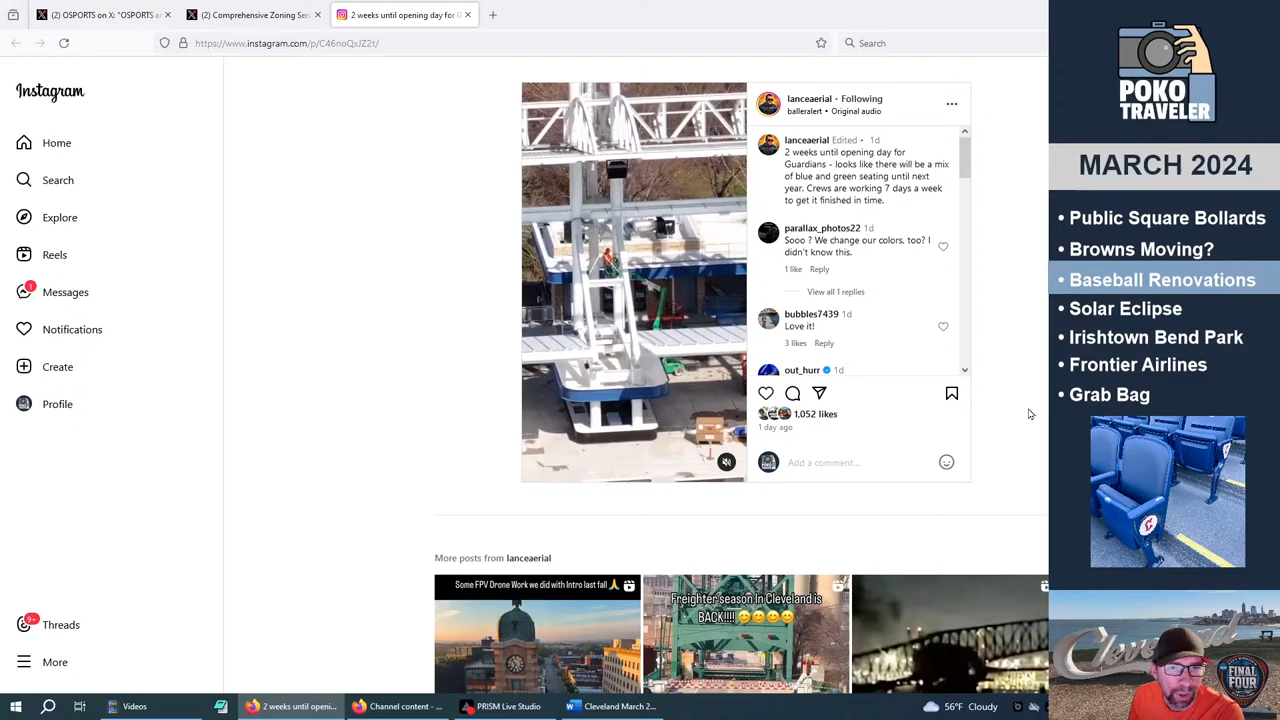 (2) OSPORTS on X: "OSPORTS a
(2) Comprehensive Zoning Ser
2 weeks until opening day for G
https://www.instagram.com/p/C46noQxJZ2t/
Search
Instagram
Home
Search
Explore
Reels
1
Messages
Notifications
Create
Profile
9+
Threads
More
lanceaerial • Following
balleralert • Original audio
lanceaerial Edited • 1d
2 weeks until opening day for
Guardians - looks like there will be a mix
of blue and green seating until next
year. Crews are working 7 days a week
to get it finished in time.
parallax_photos22 1d
Sooo ? We change our colors, too? I
didn't know this.
1 like Reply
View all 1 replies
bubbles7439 1d
Love it!
3 likes Reply
out_hurr 1d
1,052 likes
1 day ago
Add a comment...
More posts from lanceaerial
Some FPV Drone Work we did with Intro last fall
Freighter season In Cleveland is
BACK!!!!
POKO
TRAVELER
MARCH 2024
• Public Square Bollards
• Browns Moving?
• Baseball Renovations
• Solar Eclipse
• Irishtown Bend Park
• Frontier Airlines
• Grab Bag
Cleveland
FINAL
FOUR
Videos
2 weeks until openi...
Channel content - ...
PRISM Live Studio
Cleveland March 2...
56°F Cloudy